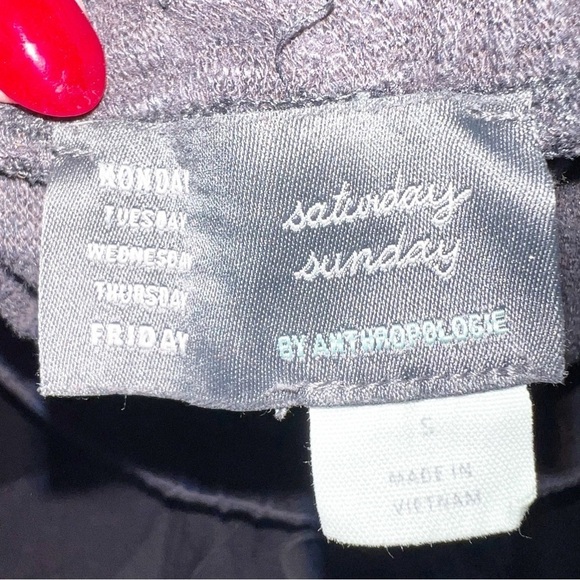 MONDAY
TUESDAY
WEDNESDAY
THURSDAY
FRIDAY
saturday
sunday
BY ANTHROPOLOGIE
S
MADE IN
VIETNAM